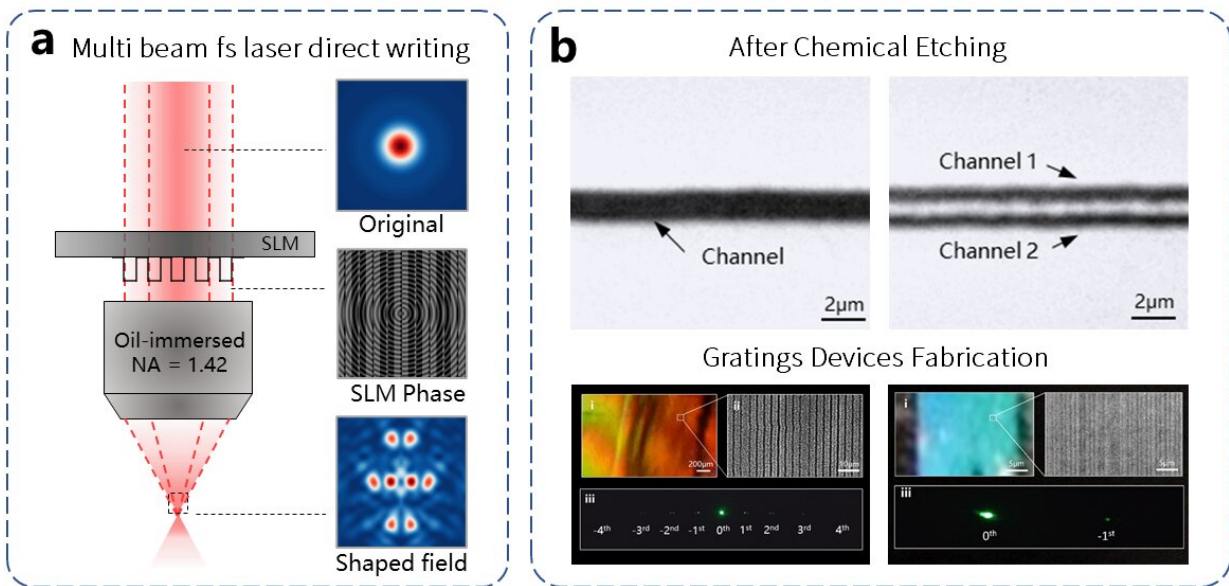 a
Multi beam fs laser direct writing
Original
SLM
Oil-immersed
NA = 1.42
SLM Phase
Shaped field
b
After Chemical Etching
Channel
2μm
Channel 1
Channel 2
2μm
Gratings Devices Fabrication
i
200μm
ii
10μm
iii
-4th -3rd -2nd -1st 0th 1st 2nd 3rd 4th
i
5μm
5μm
iii
0th -1st